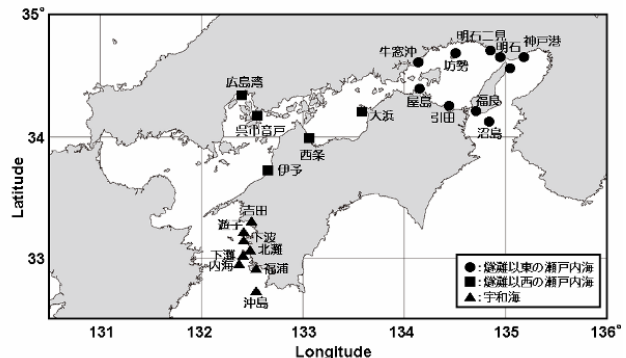 35°
34
33
Latitude
131
132
133
134
135
136
Longitude
明石二見
牛窓沖
明石
神戸港
坊勢
広島湾
屋島
福良
呉市音戸
大浜
引田
沼島
西条
伊予
吉田
遊子
下波
北灘
下灘
内海
福浦
沖島
●:燧灘以東の瀬戸内海
■:燧灘以西の瀬戸内海
▲:宇和海